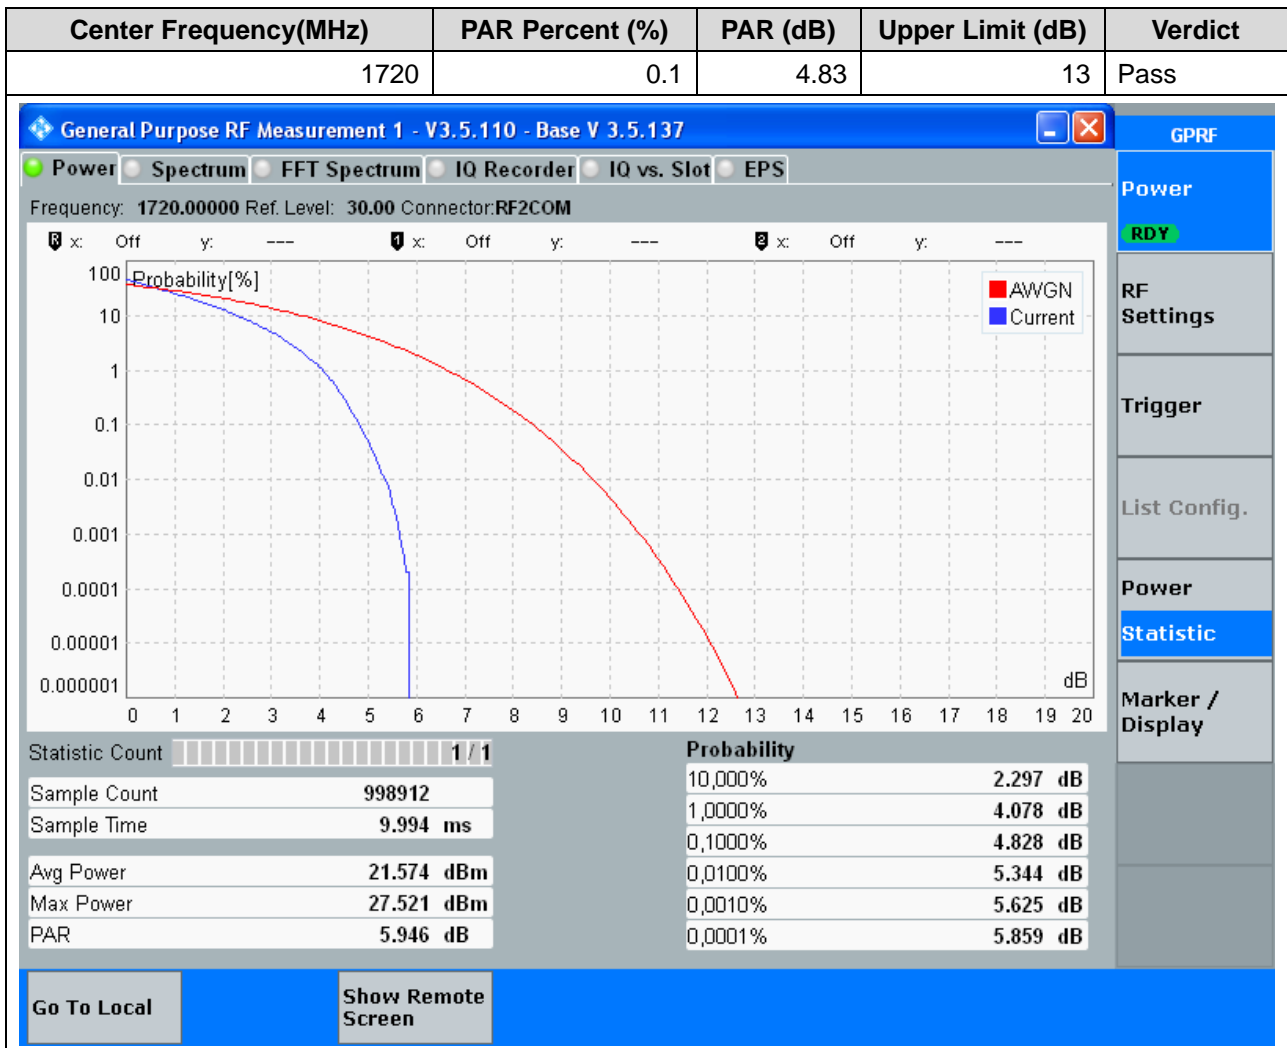 Center Frequency(MHz) PAR Percent (%) PAR (dB) Upper Limit (dB) Verdict
1720 0.1 4.83 13 Pass
General Purpose RF Measurement 1 - V3.5.110 - Base V 3.5.137
GPRF
Power Spectrum FFT Spectrum IQ Recorder IQ vs. Slot EPS
Frequency: 1720.00000 Ref. Level: 30.00 Connector:RF2COM
R x: Off y: --- 1 x: Off y: --- 2 x: Off y: ---
Probability[%]
100
10
1
0.1
0.01
0.001
0.0001
0.00001
0.000001
AWGN
Current
dB
0 1 2 3 4 5 6 7 8 9 10 11 12 13 14 15 16 17 18 19 20
Statistic Count 1 / 1
Sample Count 998912
Sample Time 9.994 ms
Avg Power 21.574 dBm
Max Power 27.521 dBm
PAR 5.946 dB
Probability
10,000% 2.297 dB
1,0000% 4.078 dB
0,1000% 4.828 dB
0,0100% 5.344 dB
0,0010% 5.625 dB
0,0001% 5.859 dB
Power
RDY
RF
Settings
Trigger
List Config.
Power
Statistic
Marker /
Display
Go To Local
Show Remote
Screen